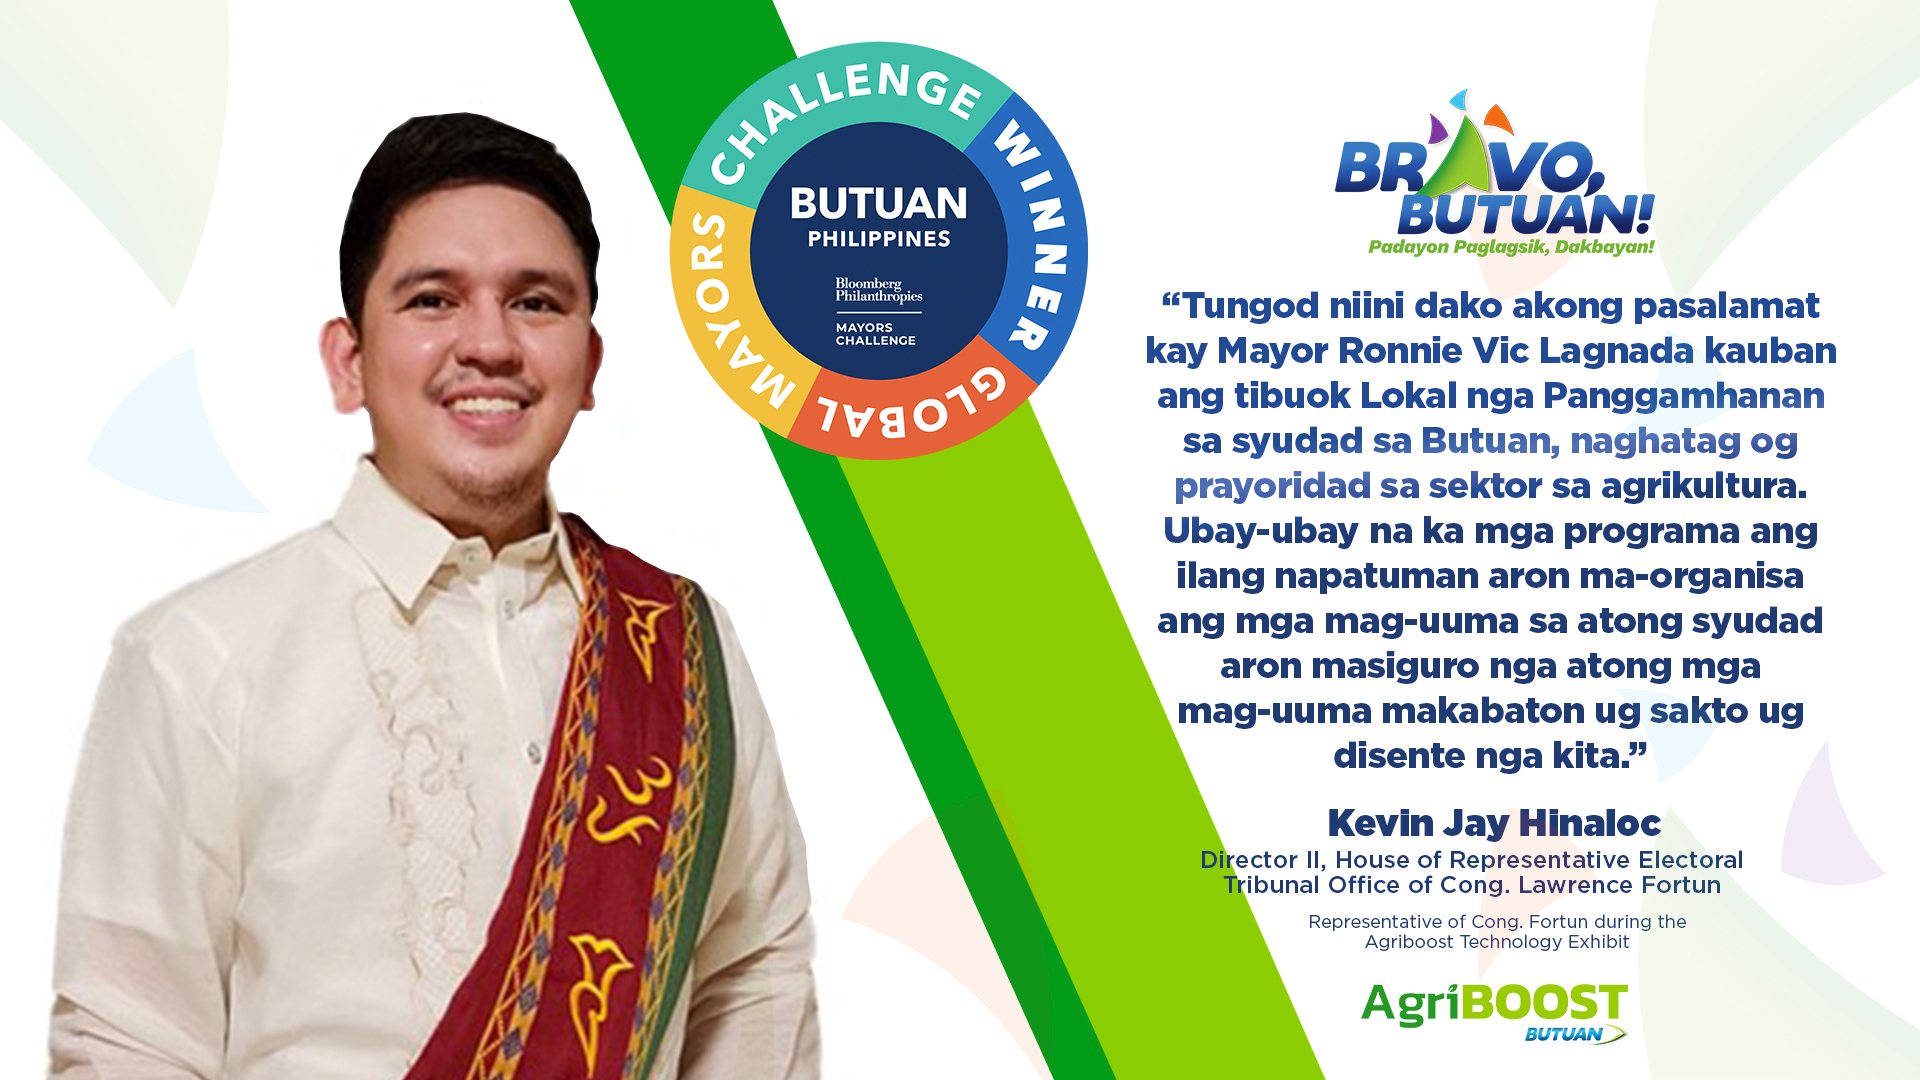 MAYORS CHALLENGE WINNER GLOBAL
BUTUAN
PHILIPPINES
Bloomberg
Philanthropies
MAYORS
CHALLENGE
BRAVO,
BUTUAN!
Padayon Paglagsik, Dakbayan!
“Tungod niini dako akong pasalamat
kay Mayor Ronnie Vic Lagnada kauban
ang tibuok Lokal nga Panggamhanan
sa syudad sa Butuan, naghatag og
prayoridad sa sektor sa agrikultura.
Ubay-ubay na ka mga programa ang
ilang napatuman aron ma-organisa
ang mga mag-uuma sa atong syudad
aron masiguro nga atong mga
mag-uuma makabaton ug sakto ug
disente nga kita.”
Kevin Jay Hinaloc
Director II, House of Representative Electoral
Tribunal Office of Cong. Lawrence Fortun
Representative of Cong. Fortun during the
Agriboost Technology Exhibit
AgriBOOST
BUTUAN